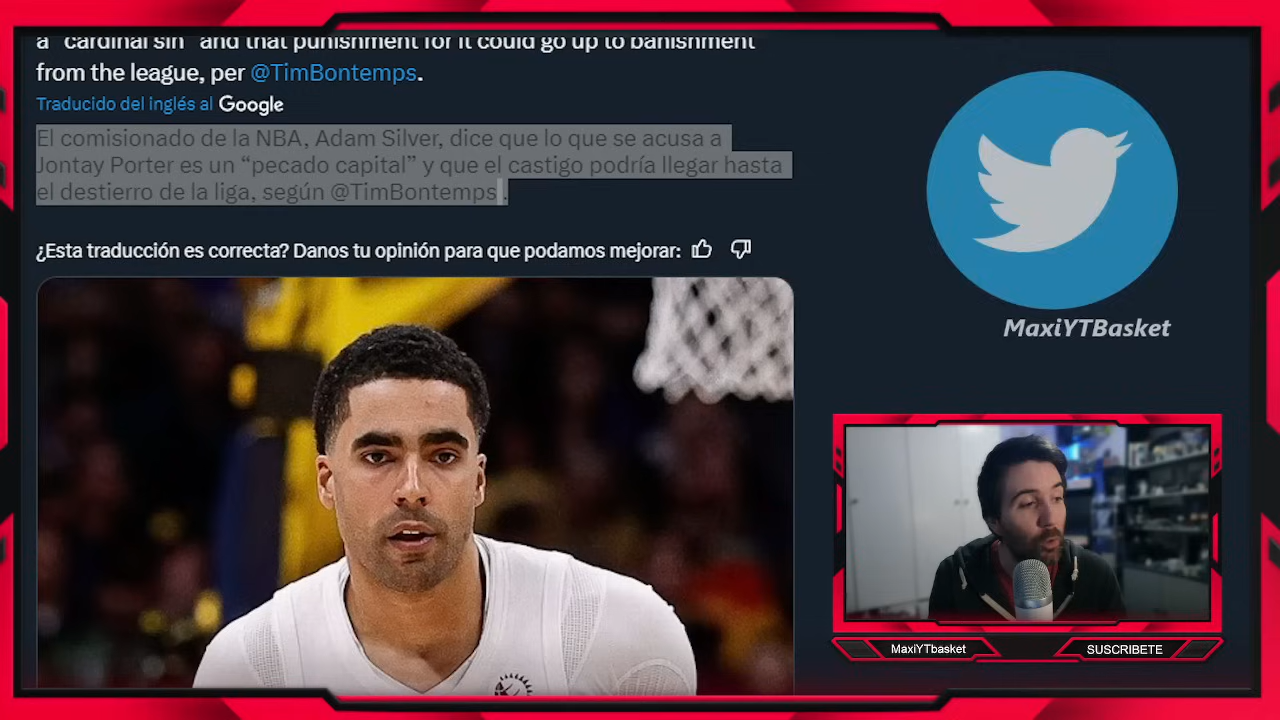 a "cardinal sin" and that punishment for it could go up to banishment
from the league, per @TimBontemps.
Traducido del inglés al Google
El comisionado de la NBA, Adam Silver, dice que lo que se acusa a
Jontay Porter es un “pecado capital” y que el castigo podría llegar hasta
el destierro de la liga, según @TimBontemps .
¿Esta traducción es correcta? Danos tu opinión para que podamos mejorar:
MaxiYTBasket
MaxiYTbasket
SUSCRIBETE